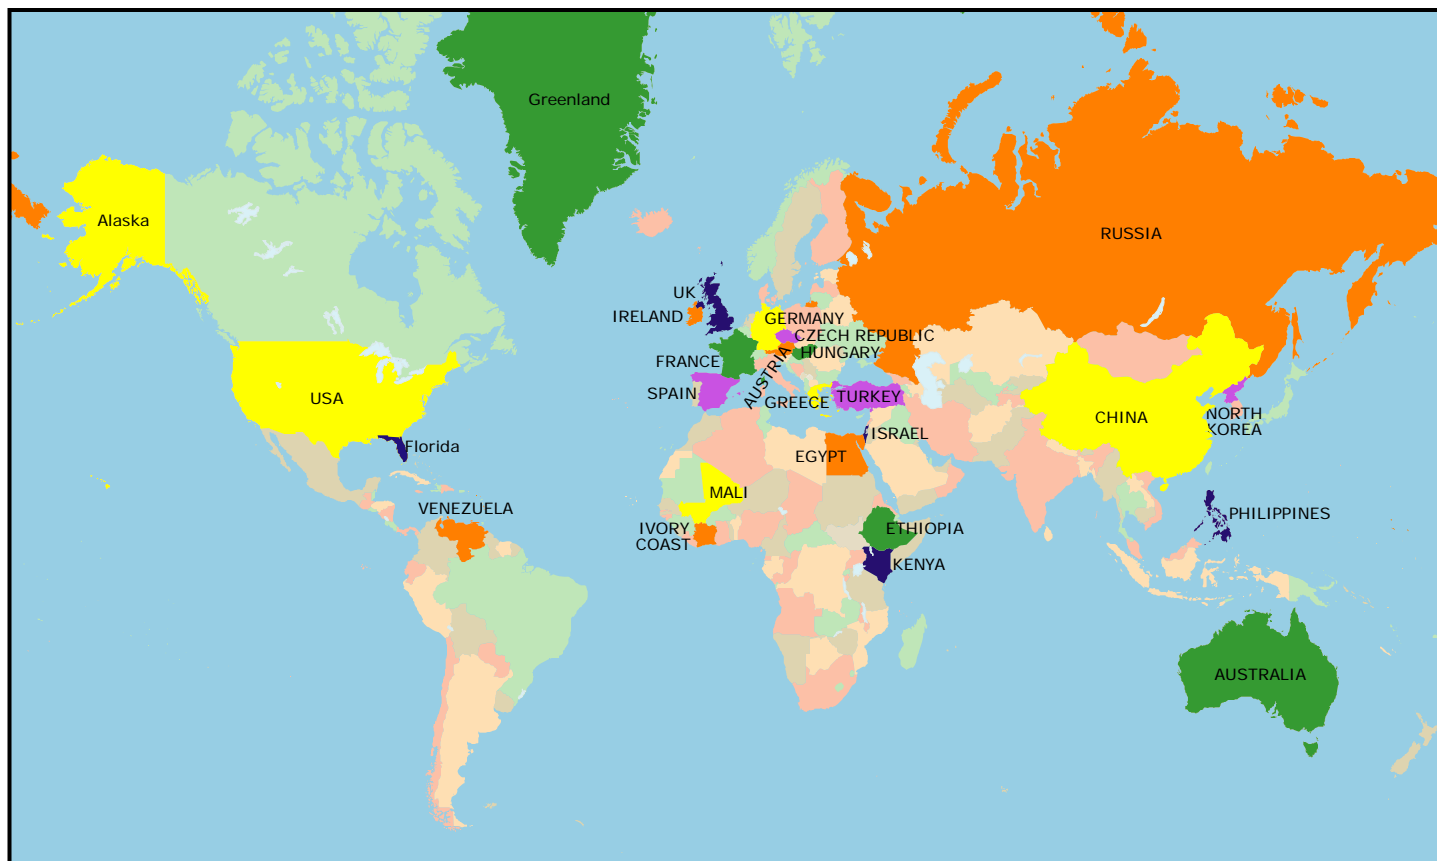 Greenland
Alaska
RUSSIA
UK
IRELAND
GERMANY
CZECH REPUBLIC
HUNGARY
FRANCE
AUSTRIA
SPAIN
GREECE
TURKEY
USA
CHINA
NORTH
KOREA
Florida
ISRAEL
EGYPT
MALI
VENEZUELA
PHILIPPINES
IVORY
COAST
ETHIOPIA
KENYA
AUSTRALIA